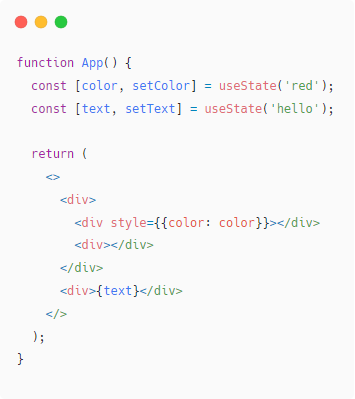 function App() {
  const [color, setColor] = useState('red');
  const [text, setText] = useState('hello');

  return (
    <>
      <div>
        <div style={{color: color}}></div>
        <div></div>
      </div>
      <div>{text}</div>
    </>
  );
}